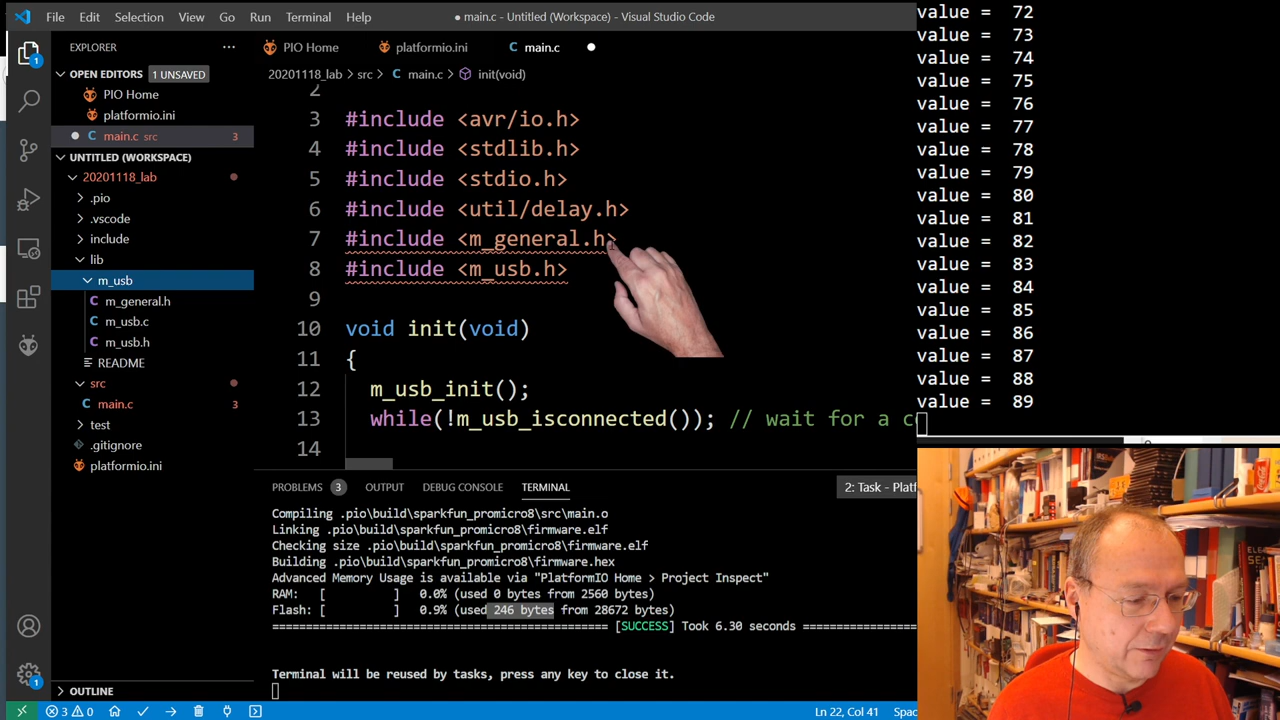 File Edit Selection View Go Run Terminal Help
● main.c - Untitled (Workspace) - Visual Studio Code
EXPLORER ···
OPEN EDITORS 1 UNSAVED
PIO Home
platformio.ini
main.c src 3
UNTITLED (WORKSPACE)
20201118_lab
.pio
.vscode
include
lib
m_usb
m_general.h
m_usb.c
m_usb.h
README
src
main.c 3
test
.gitignore
platformio.ini
OUTLINE
1
1
PIO Home platformio.ini main.c
20201118_lab > src > main.c > init(void)
2
3 #include <avr/io.h>
4 #include <stdlib.h>
5 #include <stdio.h>
6 #include <util/delay.h>
7 #include <m_general.h>
8 #include <m_usb.h>
9
10 void init(void)
11 {
12 m_usb_init();
13 while(!m_usb_isconnected()); // wait for a co
14
PROBLEMS 3 OUTPUT DEBUG CONSOLE TERMINAL 2: Task - Platf
Compiling .pio\build\sparkfun_promicro8\src\main.o
Linking .pio\build\sparkfun_promicro8\firmware.elf
Checking size .pio\build\sparkfun_promicro8\firmware.elf
Building .pio\build\sparkfun_promicro8\firmware.hex
Advanced Memory Usage is available via "PlatformIO Home > Project Inspect"
RAM: [ ] 0.0% (used 0 bytes from 2560 bytes)
Flash: [ ] 0.9% (used 246 bytes from 28672 bytes)
============================================= [SUCCESS] Took 6.30 seconds ===============
Terminal will be reused by tasks, press any key to close it.
3 0 Ln 22, Col 41 Spac
value = 72
value = 73
value = 74
value = 75
value = 76
value = 77
value = 78
value = 79
value = 80
value = 81
value = 82
value = 83
value = 84
value = 85
value = 86
value = 87
value = 88
value = 89